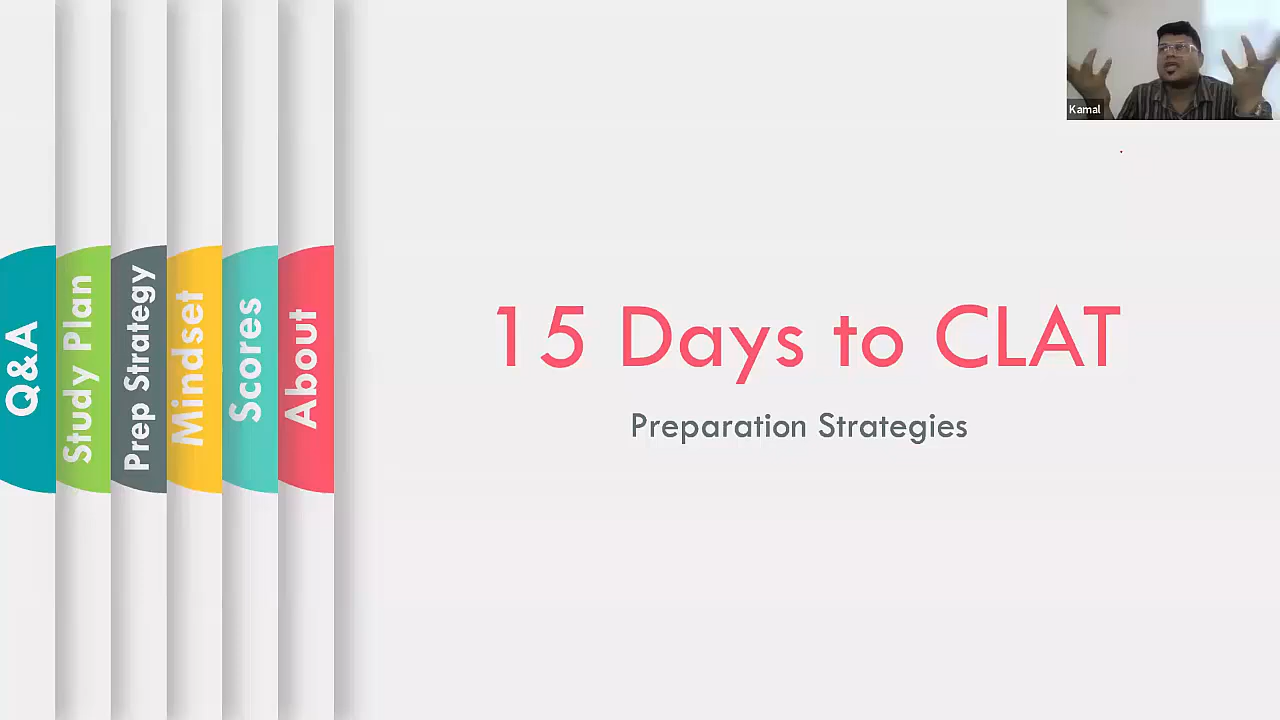 Q&A
Study Plan
Prep Strategy
Mindset
Scores
About
15 Days to CLAT
Preparation Strategies
Kamal